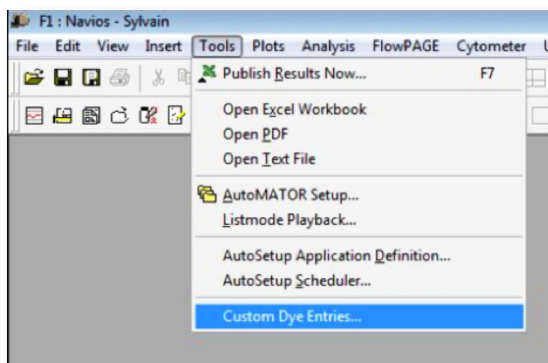 F1 : Navios - Sylvain
File Edit View Insert Tools Plots Analysis FlowPAGE Cytometer
Publish Results Now... F7
Open Excel Workbook
Open PDF
Open Text File
AutoMATOR Setup...
Listmode Playback...
AutoSetup Application Definition...
AutoSetup Scheduler...
Custom Dye Entries...